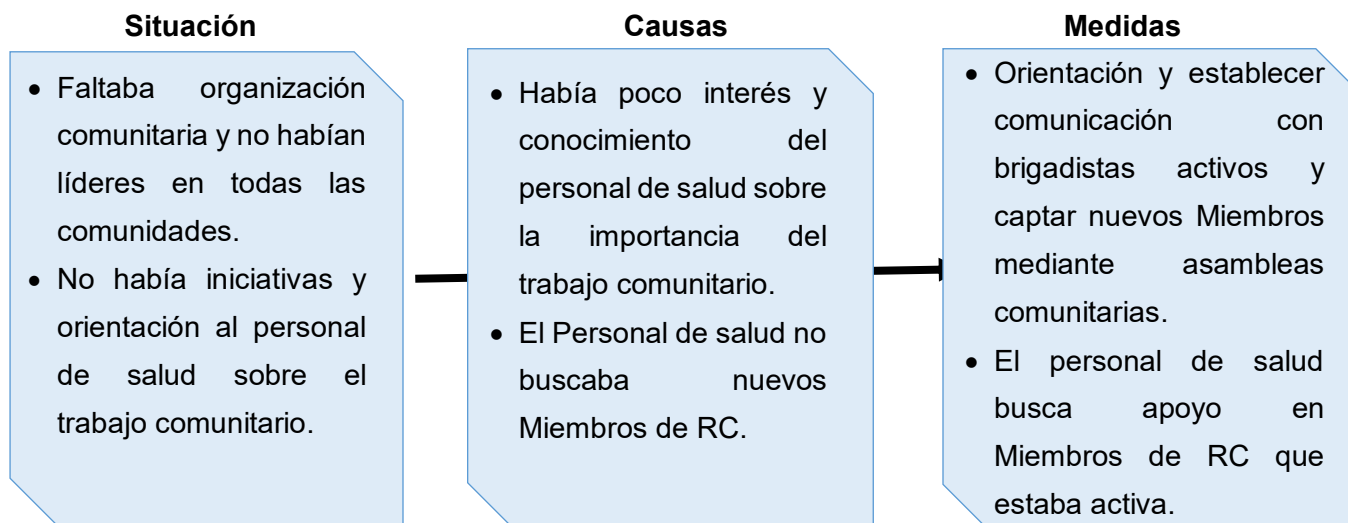 Situación
• Faltaba organización
comunitaria y no habían
líderes en todas las
comunidades.
• No había iniciativas y
orientación al personal
de salud sobre el
trabajo comunitario.
Causas
• Había poco interés y
conocimiento del
personal de salud sobre
la importancia del
trabajo comunitario.
• El Personal de salud no
buscaba nuevos
Miembros de RC.
Medidas
• Orientación y establecer
comunicación con
brigadistas activos y
captar nuevos Miembros
mediante asambleas
comunitarias.
• El personal de salud
busca apoyo en
Miembros de RC que
estaba activa.